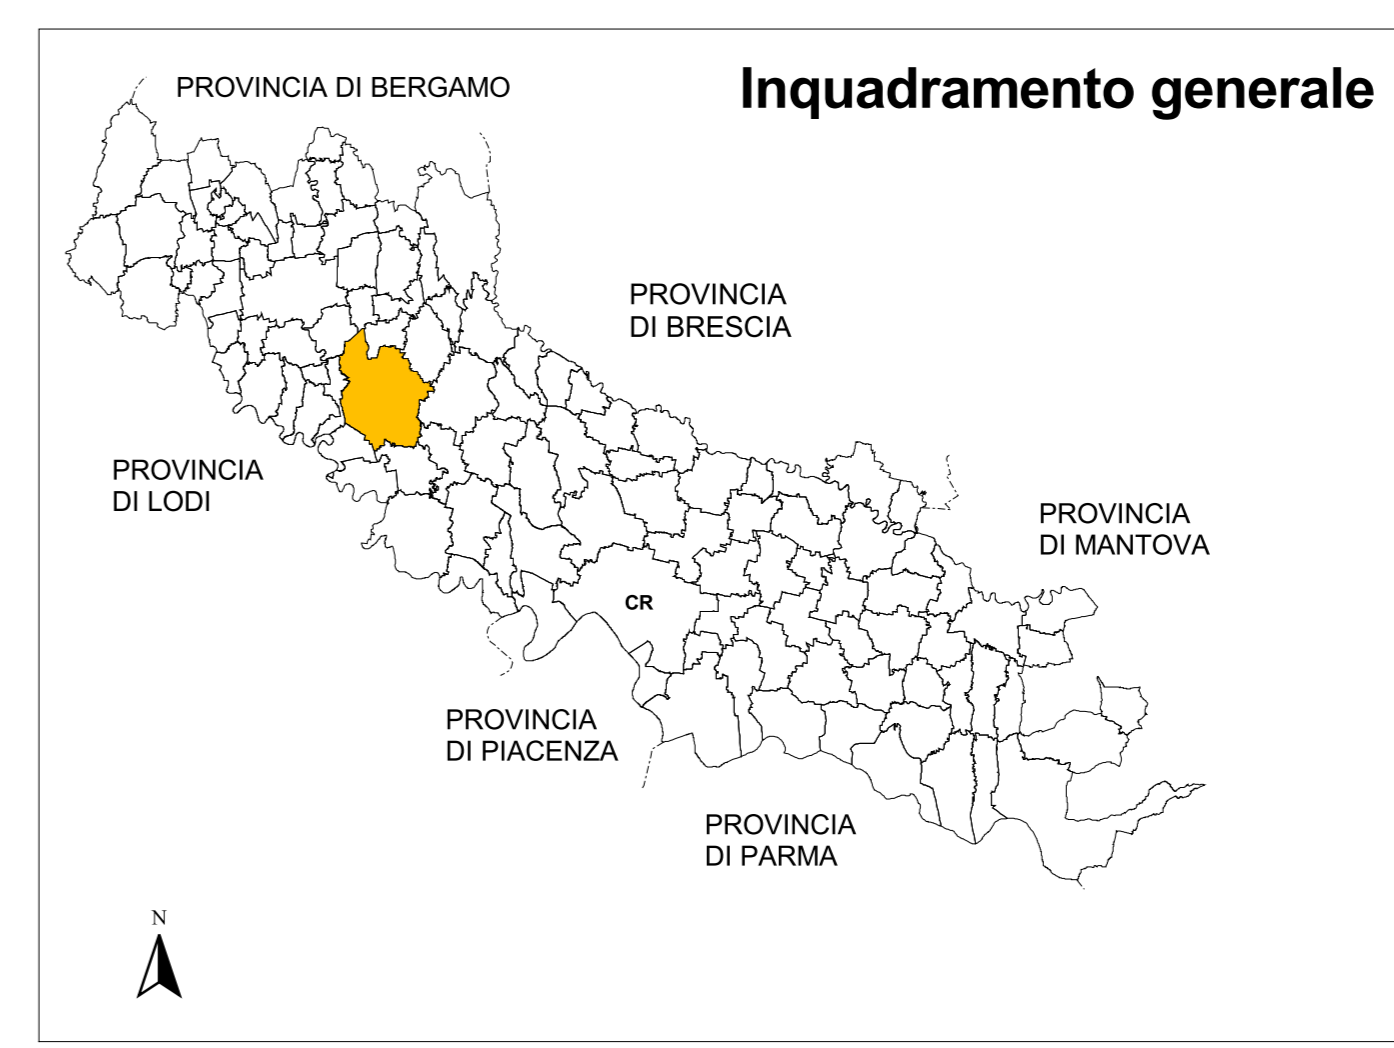 Inquadramento generale
PROVINCIA DI BERGAMO
PROVINCIA
DI BRESCIA
PROVINCIA
DI LODI
PROVINCIA
DI MANTOVA
CR
PROVINCIA
DI PIACENZA
PROVINCIA
DI PARMA
N